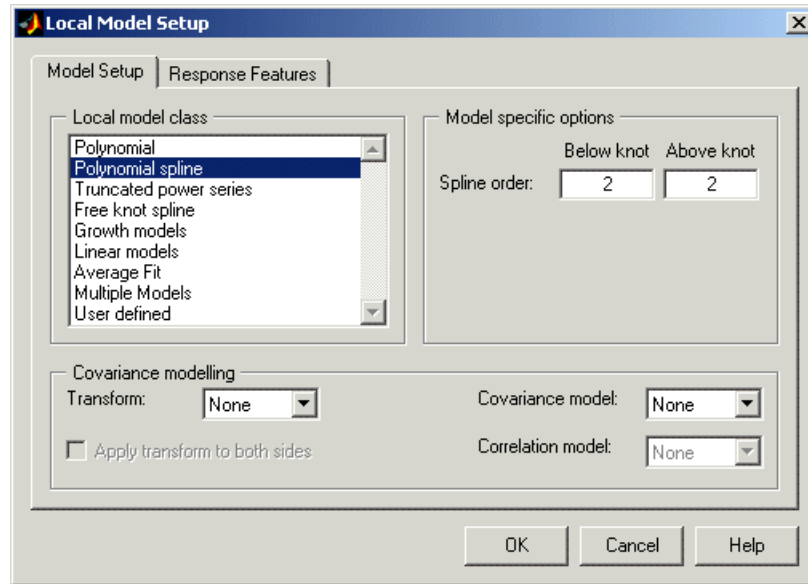 Local Model Setup
Model Setup
Response Features
Local model class
Polynomial
Polynomial spline
Truncated power series
Free knot spline
Growth models
Linear models
Average Fit
Multiple Models
User defined
Model specific options
Below knot Above knot
Spline order: 2 2
Covariance modelling
Transform: None
Apply transform to both sides
Covariance model: None
Correlation model: None
OK Cancel Help